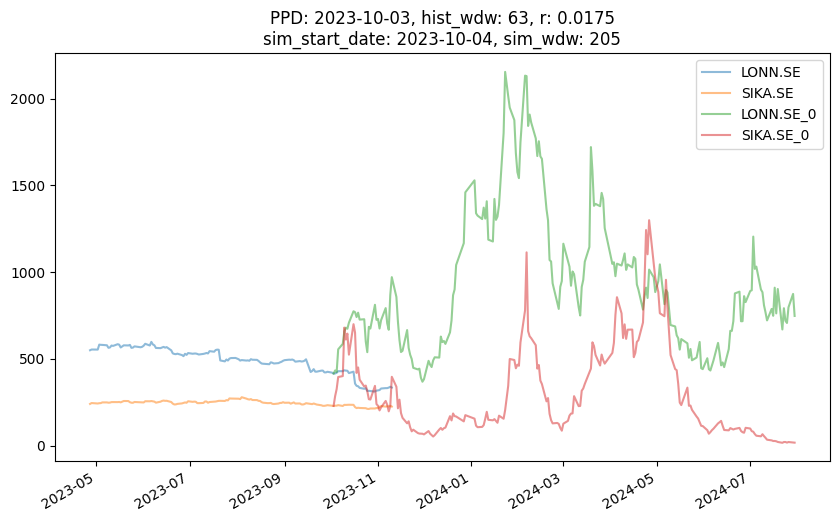 PPD: 2023-10-03, hist_wdw: 63, r: 0.0175
sim_start_date: 2023-10-04, sim_wdw: 205
LONN.SE
SIKA.SE
LONN.SE_0
SIKA.SE_0
2000
1500
1000
500
0
2023-05
2023-07
2023-09
2023-11
2024-01
2024-03
2024-05
2024-07